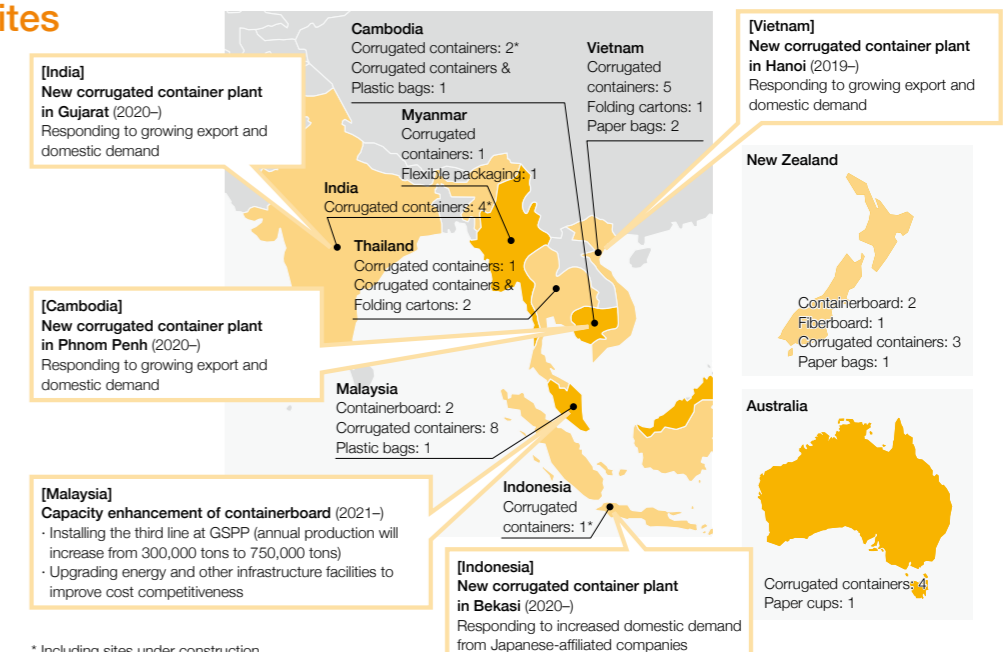 ites
[India]
New corrugated container plant
in Gujarat (2020–)
Responding to growing export and
domestic demand
Cambodia
Corrugated containers: 2*
Corrugated containers &
Plastic bags: 1
Myanmar
Corrugated
containers: 1
Flexible packaging: 1
India
Corrugated containers: 4*
Thailand
Corrugated containers: 1
Corrugated containers &
Folding cartons: 2
Vietnam
Corrugated
containers: 5
Folding cartons: 1
Paper bags: 2
[Vietnam]
New corrugated container plant
in Hanoi (2019–)
Responding to growing export and
domestic demand
New Zealand
Containerboard: 2
Fiberboard: 1
Corrugated containers: 3
Paper bags: 1
[Cambodia]
New corrugated container plant
in Phnom Penh (2020–)
Responding to growing export and
domestic demand
Malaysia
Containerboard: 2
Corrugated containers: 8
Plastic bags: 1
Australia
Corrugated containers: 4
Paper cups: 1
[Malaysia]
Capacity enhancement of containerboard (2021–)
· Installing the third line at GSPP (annual production will
increase from 300,000 tons to 750,000 tons)
· Upgrading energy and other infrastructure facilities to
improve cost competitiveness
Indonesia
Corrugated
containers: 1*
[Indonesia]
New corrugated container plant
in Bekasi (2020–)
Responding to increased domestic demand
from Japanese-affiliated companies
* Including sites under construction